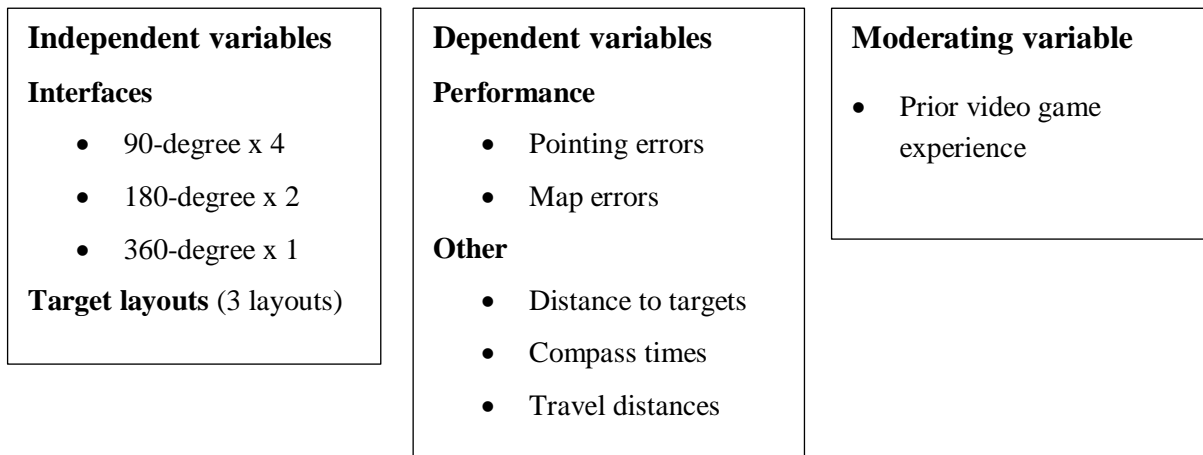 Independent variables
Interfaces
• 90-degree x 4
• 180-degree x 2
• 360-degree x 1
Target layouts (3 layouts)
Dependent variables
Performance
• Pointing errors
• Map errors
Other
• Distance to targets
• Compass times
• Travel distances
Moderating variable
• Prior video game
experience